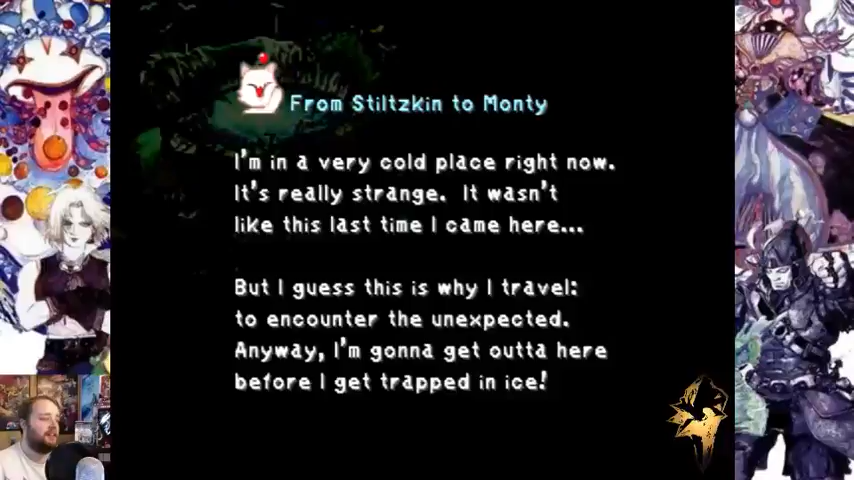 From Stiltzkin to Monty
I'm in a very cold place right now.
It's really strange. It wasn't
like this last time I came here...
But I guess this is why I travel:
to encounter the unexpected.
Anyway, I'm gonna get outta here
before I get trapped in ice!